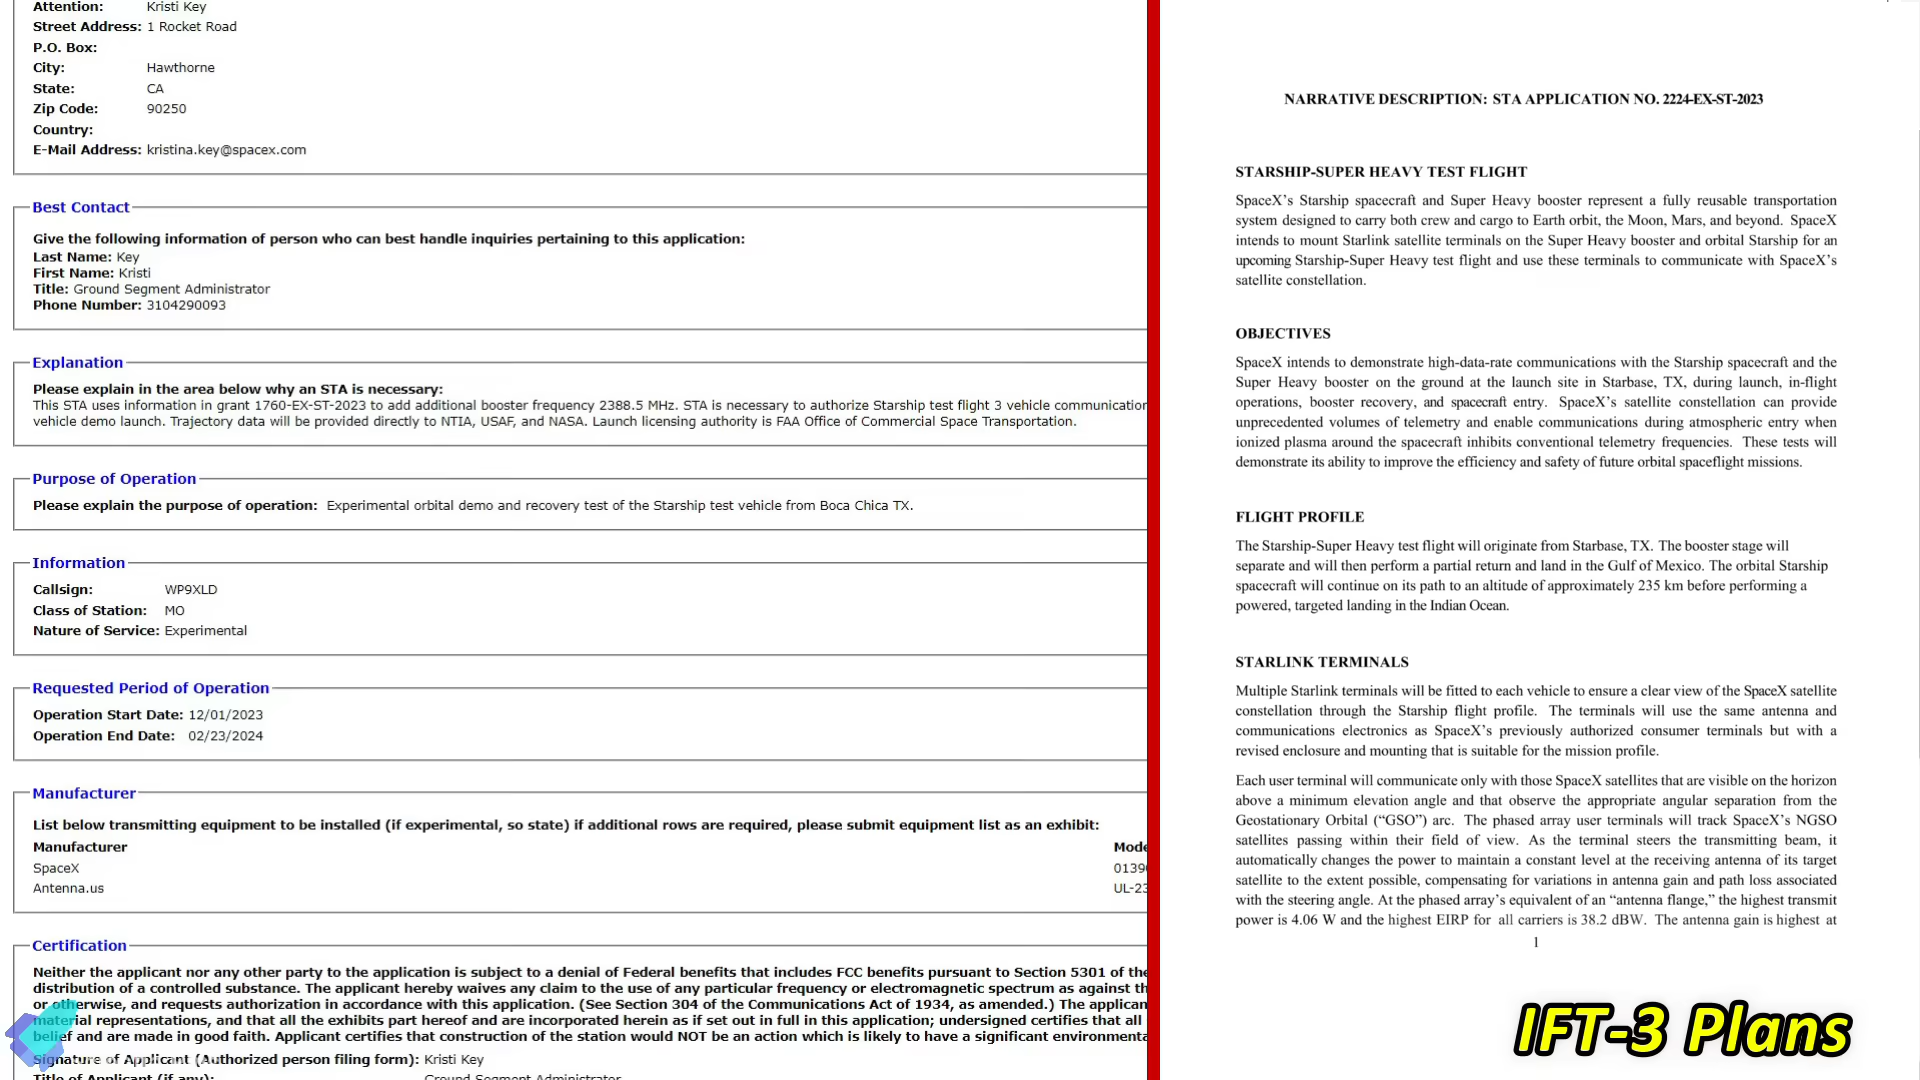 Attention: Kristi Key
Street Address: 1 Rocket Road
P.O. Box:
City: Hawthorne
State: CA
Zip Code: 90250
Country:
E-Mail Address: kristina.key@spacex.com
Best Contact
Give the following information of person who can best handle inquiries pertaining to this application:
Last Name: Key
First Name: Kristi
Title: Ground Segment Administrator
Phone Number: 3104290093
Explanation
Please explain in the area below why an STA is necessary:
This STA uses information in grant 1760-EX-ST-2023 to add additional booster frequency 2388.5 MHz. STA is necessary to authorize Starship test flight 3 vehicle communication
vehicle demo launch. Trajectory data will be provided directly to NTIA, USAF, and NASA. Launch licensing authority is FAA Office of Commercial Space Transportation.
Purpose of Operation
Please explain the purpose of operation: Experimental orbital demo and recovery test of the Starship test vehicle from Boca Chica TX.
Information
Callsign: WP9XLD
Class of Station: MO
Nature of Service: Experimental
Requested Period of Operation
Operation Start Date: 12/01/2023
Operation End Date: 02/23/2024
Manufacturer
List below transmitting equipment to be installed (if experimental, so state) if additional rows are required, please submit equipment list as an exhibit:
Manufacturer Mode
SpaceX 0139
Antenna.us UL-23
Certification
Neither the applicant nor any other party to the application is subject to a denial of Federal benefits that includes FCC benefits pursuant to Section 5301 of the
distribution of a controlled substance. The applicant hereby waives any claim to the use of any particular frequency or electromagnetic spectrum as against th
or otherwise, and requests authorization in accordance with this application. (See Section 304 of the Communications Act of 1934, as amended.) The applican
material representations, and that all the exhibits part hereof and are incorporated herein as if set out in full in this application; undersigned certifies that all
belief and are made in good faith. Applicant certifies that construction of the station would NOT be an action which is likely to have a significant environmenta
Signature of Applicant (Authorized person filing form): Kristi Key
Title of Applicant (if any): Ground Segment Administrator
NARRATIVE DESCRIPTION: STA APPLICATION NO. 2224-EX-ST-2023
STARSHIP-SUPER HEAVY TEST FLIGHT
SpaceX’s Starship spacecraft and Super Heavy booster represent a fully reusable transportation
system designed to carry both crew and cargo to Earth orbit, the Moon, Mars, and beyond. SpaceX
intends to mount Starlink satellite terminals on the Super Heavy booster and orbital Starship for an
upcoming Starship-Super Heavy test flight and use these terminals to communicate with SpaceX’s
satellite constellation.
OBJECTIVES
SpaceX intends to demonstrate high-data-rate communications with the Starship spacecraft and the
Super Heavy booster on the ground at the launch site in Starbase, TX, during launch, in-flight
operations, booster recovery, and spacecraft entry. SpaceX’s satellite constellation can provide
unprecedented volumes of telemetry and enable communications during atmospheric entry when
ionized plasma around the spacecraft inhibits conventional telemetry frequencies. These tests will
demonstrate its ability to improve the efficiency and safety of future orbital spaceflight missions.
FLIGHT PROFILE
The Starship-Super Heavy test flight will originate from Starbase, TX. The booster stage will
separate and will then perform a partial return and land in the Gulf of Mexico. The orbital Starship
spacecraft will continue on its path to an altitude of approximately 235 km before performing a
powered, targeted landing in the Indian Ocean.
STARLINK TERMINALS
Multiple Starlink terminals will be fitted to each vehicle to ensure a clear view of the SpaceX satellite
constellation through the Starship flight profile. The terminals will use the same antenna and
communications electronics as SpaceX’s previously authorized consumer terminals but with a
revised enclosure and mounting that is suitable for the mission profile.
Each user terminal will communicate only with those SpaceX satellites that are visible on the horizon
above a minimum elevation angle and that observe the appropriate angular separation from the
Geostationary Orbital (“GSO”) arc. The phased array user terminals will track SpaceX’s NGSO
satellites passing within their field of view. As the terminal steers the transmitting beam, it
automatically changes the power to maintain a constant level at the receiving antenna of its target
satellite to the extent possible, compensating for variations in antenna gain and path loss associated
with the steering angle. At the phased array’s equivalent of an “antenna flange,” the highest transmit
power is 4.06 W and the highest EIRP for all carriers is 38.2 dBW. The antenna gain is highest at
1
IFT-3 Plans